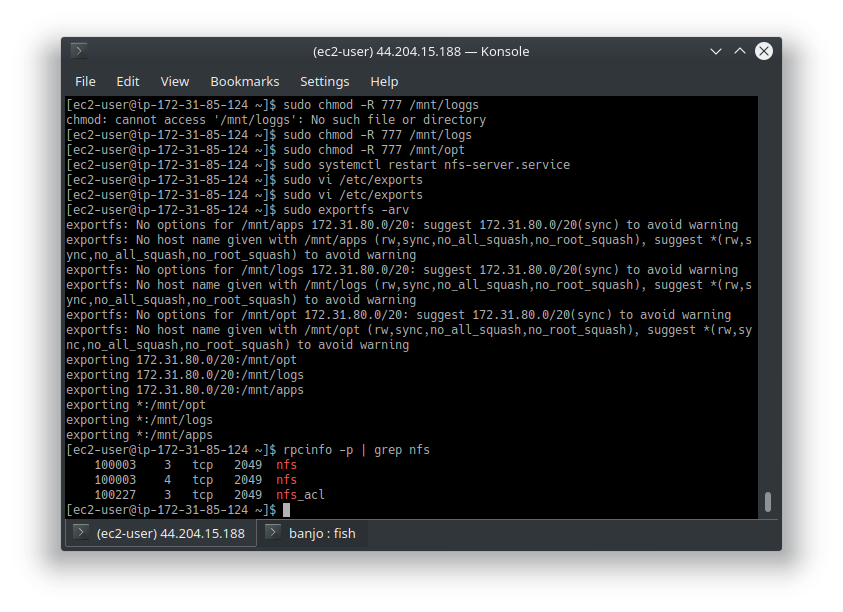 (ec2-user) 44.204.15.188 — Konsole
File Edit View Bookmarks Settings Help
[ec2-user@ip-172-31-85-124 ~]$ sudo chmod -R 777 /mnt/loggs
chmod: cannot access '/mnt/loggs': No such file or directory
[ec2-user@ip-172-31-85-124 ~]$ sudo chmod -R 777 /mnt/logs
[ec2-user@ip-172-31-85-124 ~]$ sudo chmod -R 777 /mnt/opt
[ec2-user@ip-172-31-85-124 ~]$ sudo systemctl restart nfs-server.service
[ec2-user@ip-172-31-85-124 ~]$ sudo vi /etc/exports
[ec2-user@ip-172-31-85-124 ~]$ sudo vi /etc/exports
[ec2-user@ip-172-31-85-124 ~]$ sudo exportfs -arv
exportfs: No options for /mnt/apps 172.31.80.0/20: suggest 172.31.80.0/20(sync) to avoid warning
exportfs: No host name given with /mnt/apps (rw,sync,no_all_squash,no_root_squash), suggest *(rw,s
ync,no_all_squash,no_root_squash) to avoid warning
exportfs: No options for /mnt/logs 172.31.80.0/20: suggest 172.31.80.0/20(sync) to avoid warning
exportfs: No host name given with /mnt/logs (rw,sync,no_all_squash,no_root_squash), suggest *(rw,s
ync,no_all_squash,no_root_squash) to avoid warning
exportfs: No options for /mnt/opt 172.31.80.0/20: suggest 172.31.80.0/20(sync) to avoid warning
exportfs: No host name given with /mnt/opt (rw,sync,no_all_squash,no_root_squash), suggest *(rw,sy
nc,no_all_squash,no_root_squash) to avoid warning
exporting 172.31.80.0/20:/mnt/opt
exporting 172.31.80.0/20:/mnt/logs
exporting 172.31.80.0/20:/mnt/apps
exporting *:/mnt/opt
exporting *:/mnt/logs
exporting *:/mnt/apps
[ec2-user@ip-172-31-85-124 ~]$ rpcinfo -p | grep nfs
100003 3 tcp 2049 nfs
100003 4 tcp 2049 nfs
100227 3 tcp 2049 nfs_acl
[ec2-user@ip-172-31-85-124 ~]$
(ec2-user) 44.204.15.188 banjo : fish